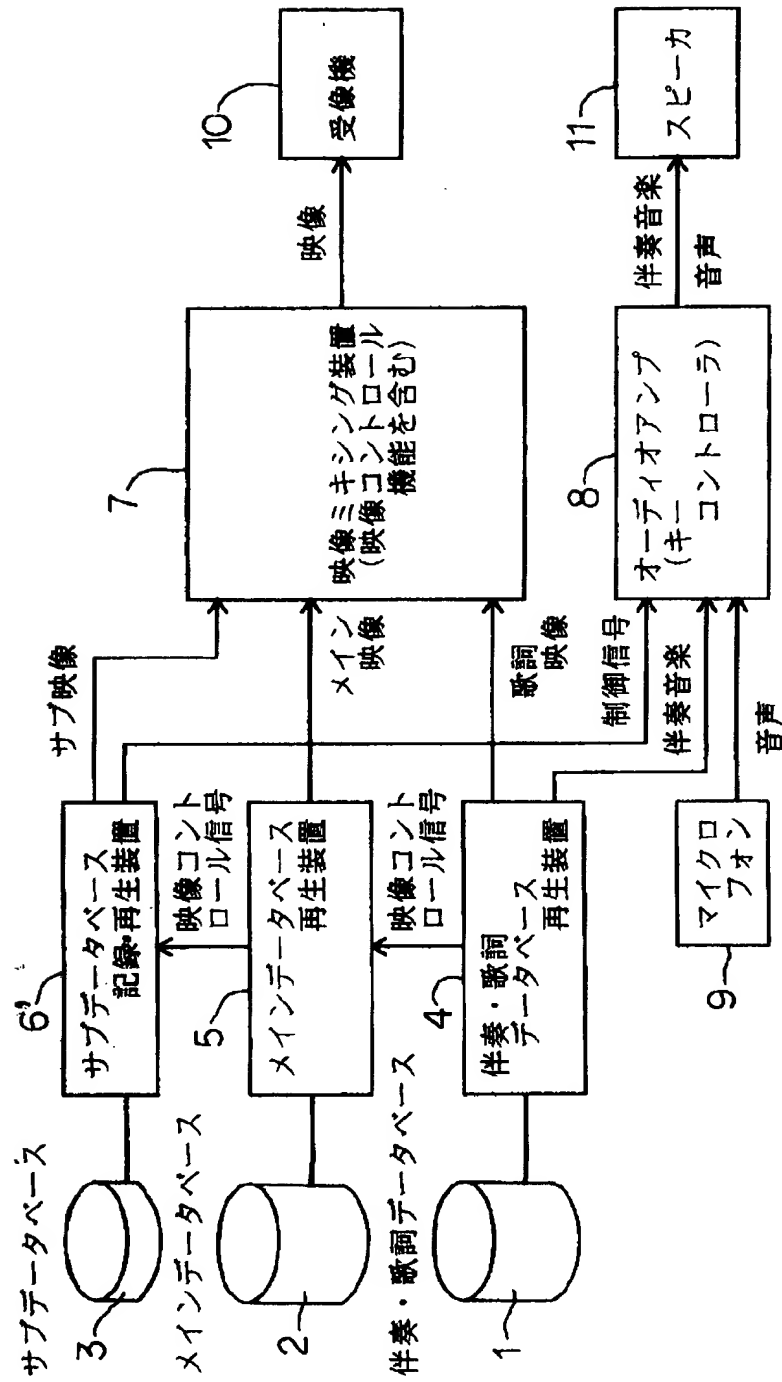 サブデータベース
3
メインデータベース
2
伴奏・歌詞データベース
1
6'
サブデータベース
記録・再生装置
映像コント
ロール信号
5
メインデータベース
再生装置
映像コント
ロール信号
4
伴奏・歌詞
データベース
再生装置
マイクロ
フォン
9
サブ映像
メイン
映像
歌詞
映像
制御信号
伴奏音楽
音声
7
映像ミキシング装置
(映像コントロール
機能を含む)
8
オーディオアンプ
(キー
コントローラ)
映像
伴奏音楽
音声
10
受像機
11
スピーカ